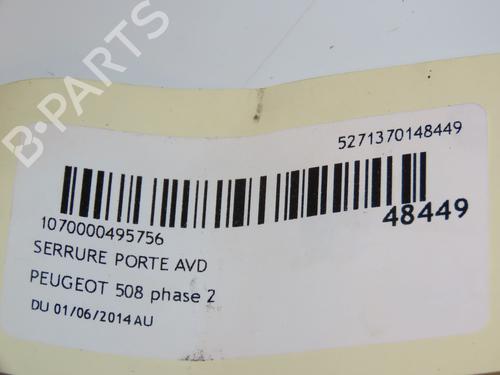 B-PARTS
5271370148449
1070000495756
48449
SERRURE PORTE AVD
PEUGEOT 508 phase 2
DU 01/06/2014 AU